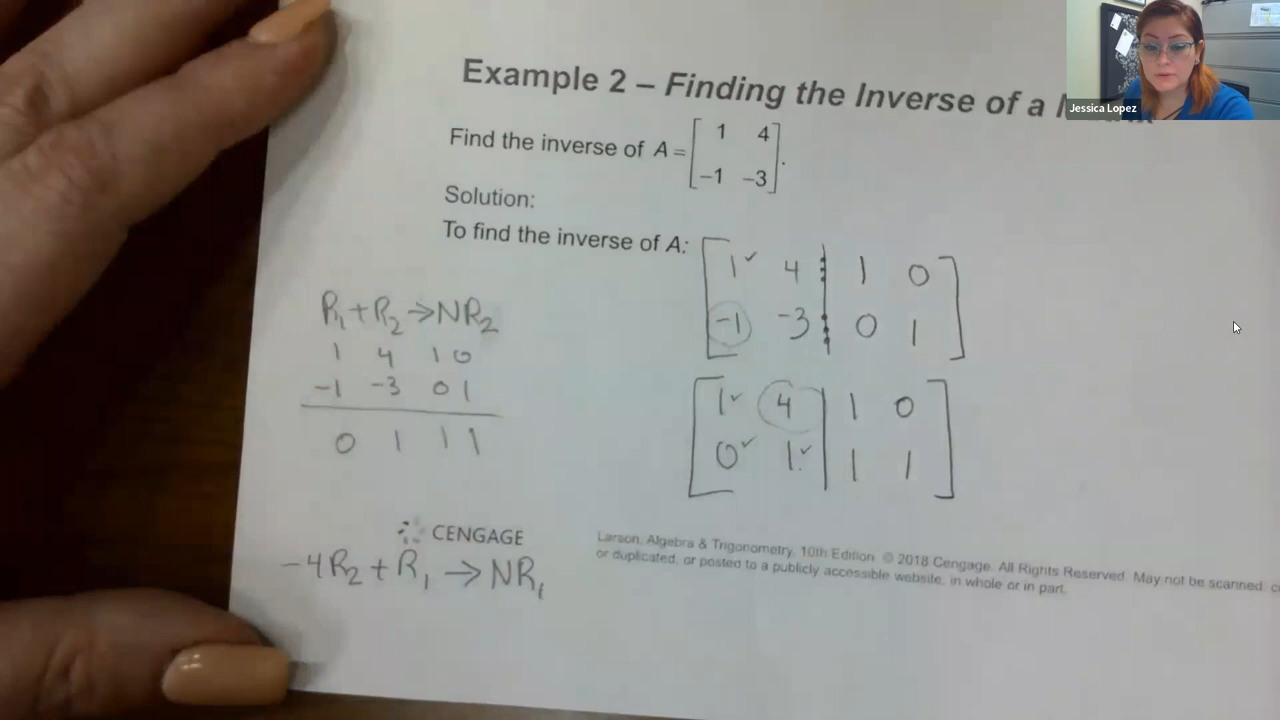 Example 2 – Finding the Inverse of a
Jessica Lopez
Find the inverse of A = [ 1 4
−1 −3 ].
Solution:
To find the inverse of A:
1✓ 4 1 0
-1 -3 0 1
R₁ + R₂ → NR₂
1 4 1 0
-1 -3 0 1
0 1 1 1
1✓ 4 | 1 0
0✓ 1✓ | 1 1
CENGAGE
-4R₂ + R₁ → NR₁
Larson, Algebra & Trigonometry, 10th Edition. © 2018 Cengage. All Rights Reserved. May not be scanned,
or duplicated, or posted to a publicly accessible website, in whole or in part.